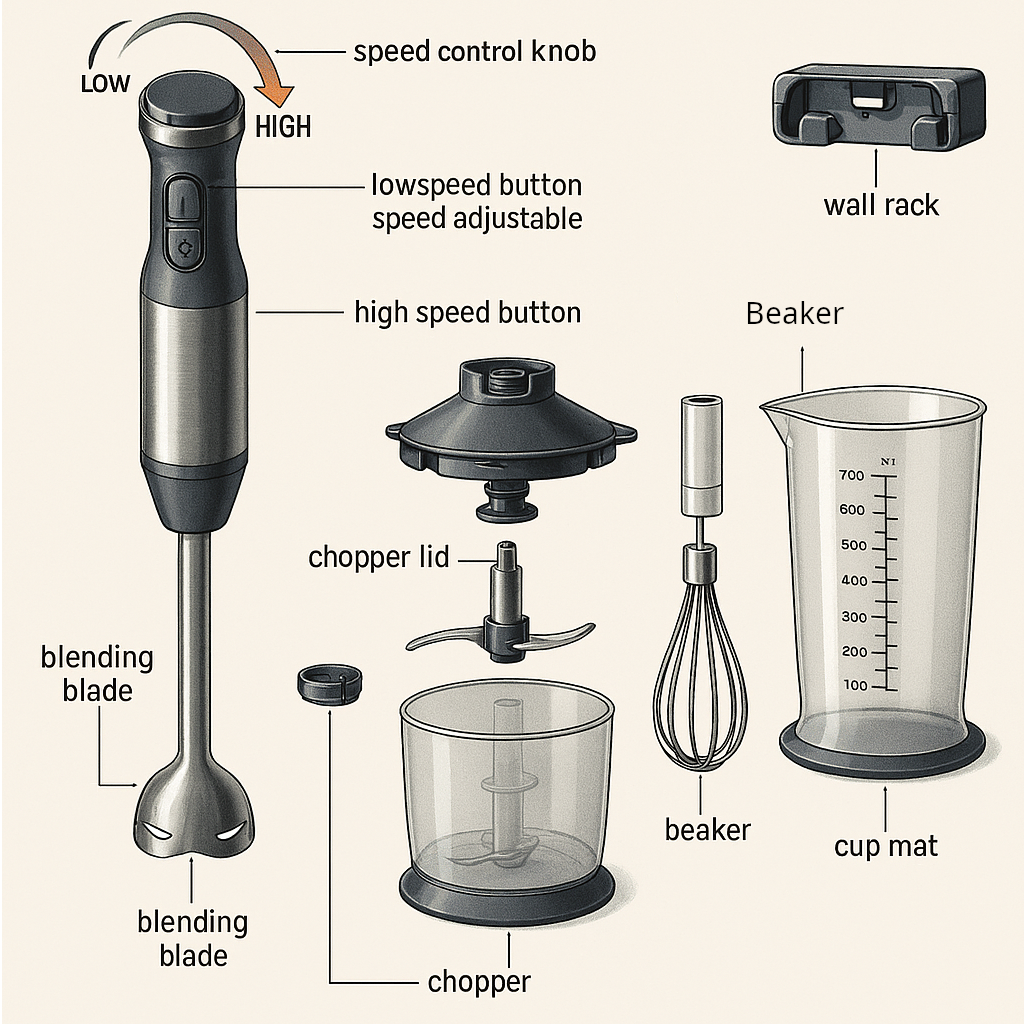 speed control knob
LOW
HIGH
lowspeed button
speed adjustable
wall rack
high speed button
Beaker
N1
700
600
500
400
300
200
100
chopper lid
blending
blade
beaker
cup mat
blending
blade
chopper